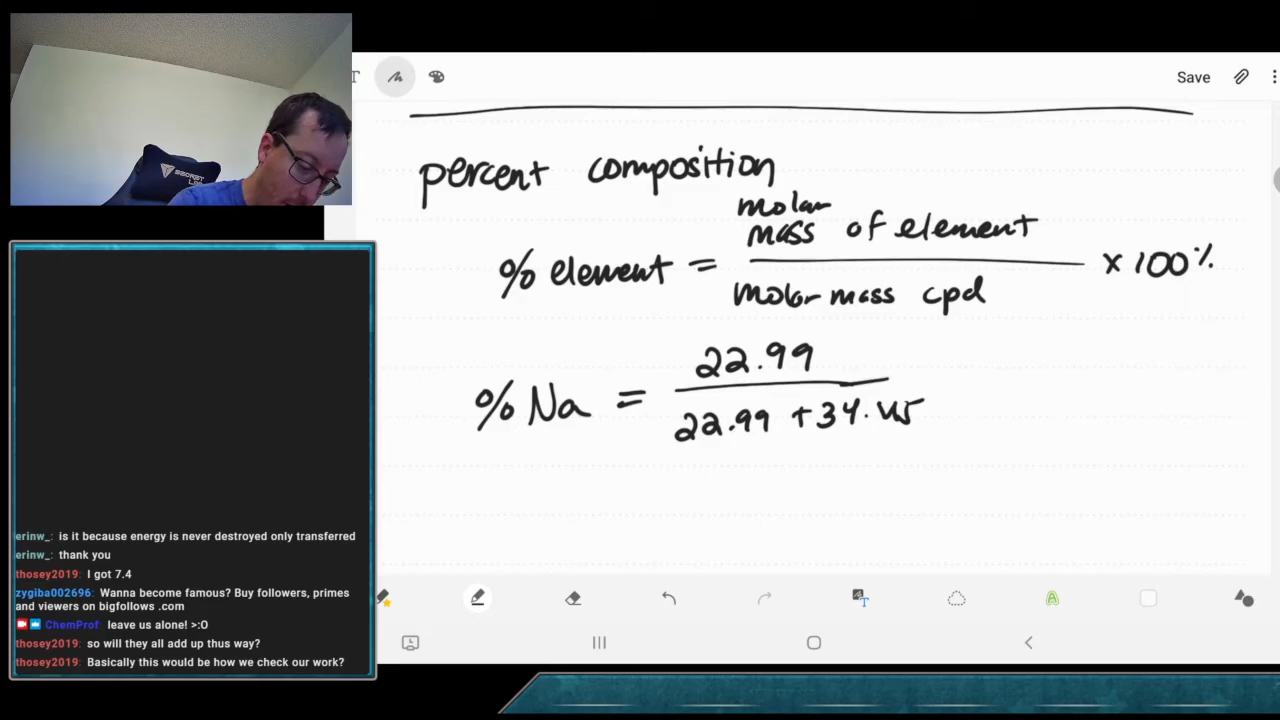 SECRET LAB
T
Save
percent composition
molar
mass of element
% element = x 100%
molar mass cpd
22.99
% Na =
22.99 + 34.45
erinw_: is it because energy is never destroyed only transferred
erinw_: thank you
thosey2019: I got 7.4
zygiba002696: Wanna become famous? Buy followers, primes
and viewers on bigfollows .com
ChemProf: leave us alone! >:O
thosey2019: so will they all add up thus way?
thosey2019: Basically this would be how we check our work?
T
A